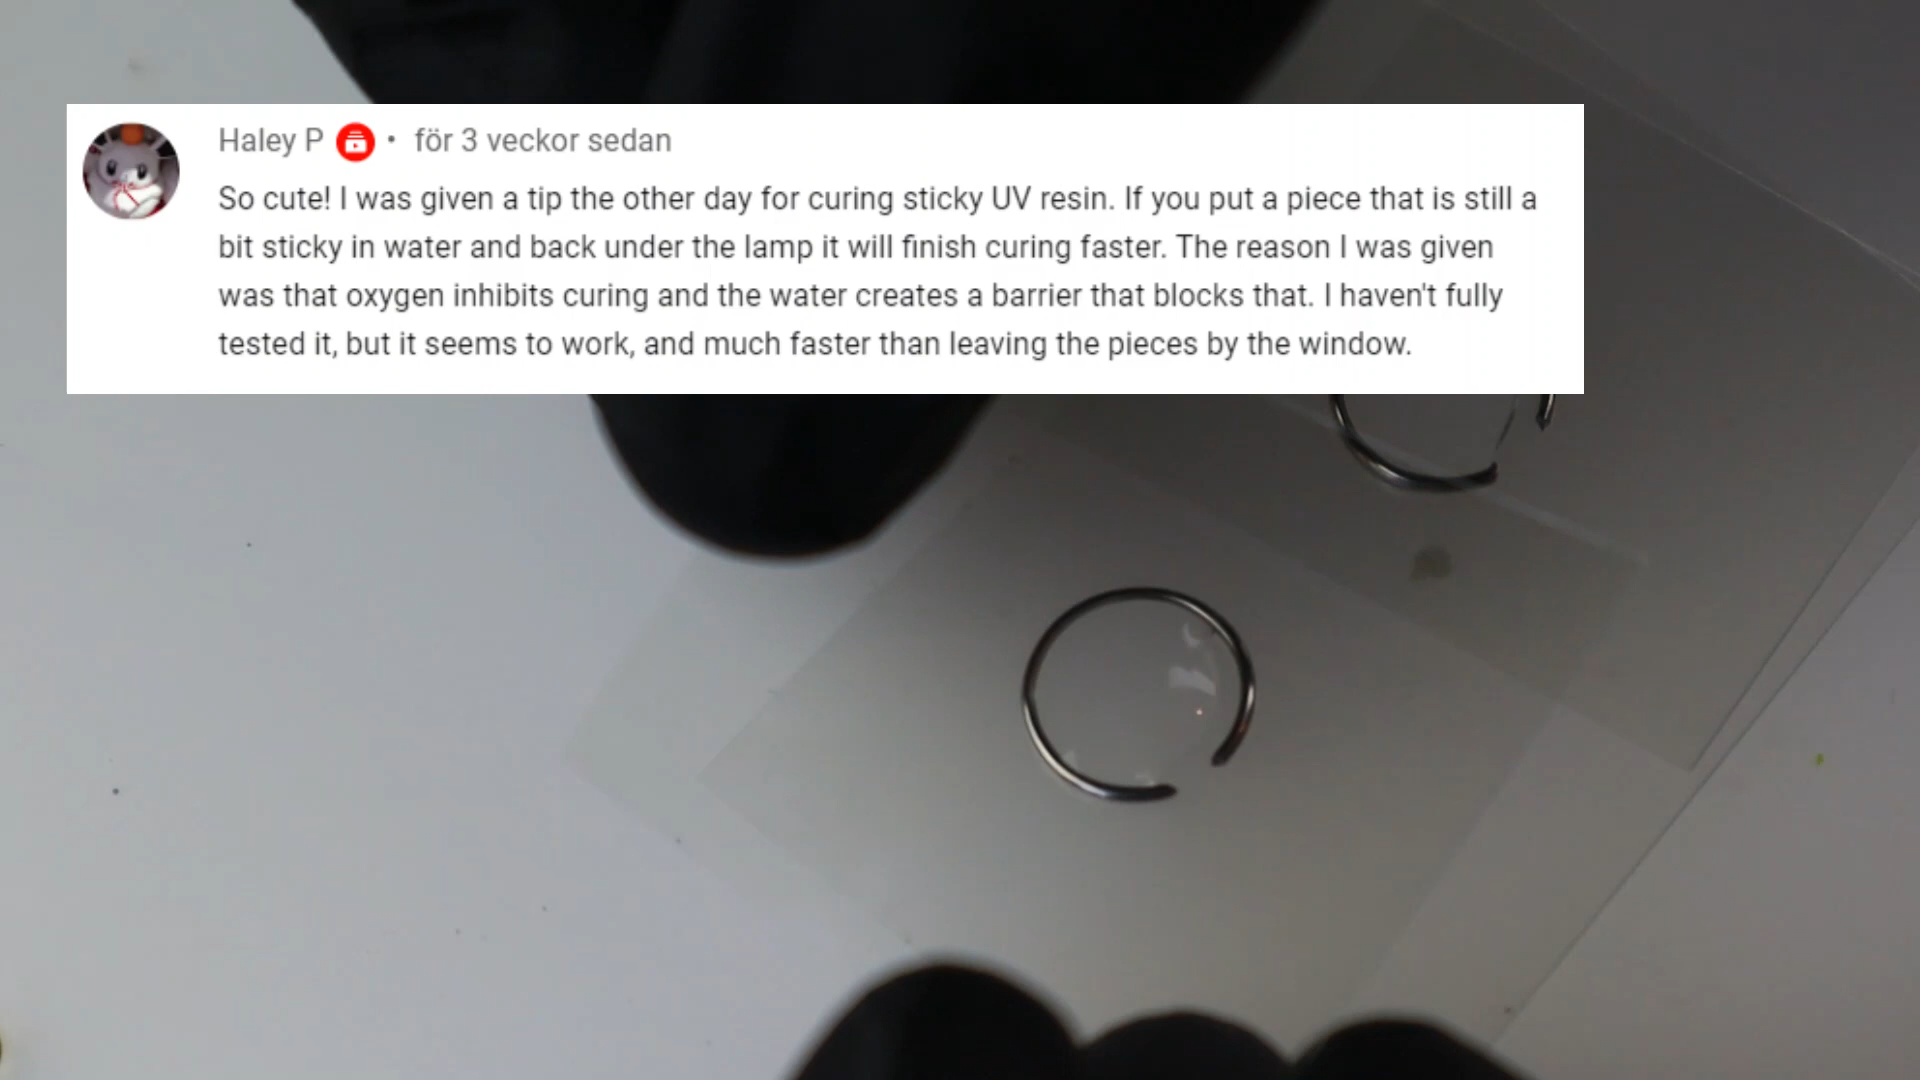 Haley P • för 3 veckor sedan
So cute! I was given a tip the other day for curing sticky UV resin. If you put a piece that is still a
bit sticky in water and back under the lamp it will finish curing faster. The reason I was given
was that oxygen inhibits curing and the water creates a barrier that blocks that. I haven't fully
tested it, but it seems to work, and much faster than leaving the pieces by the window.